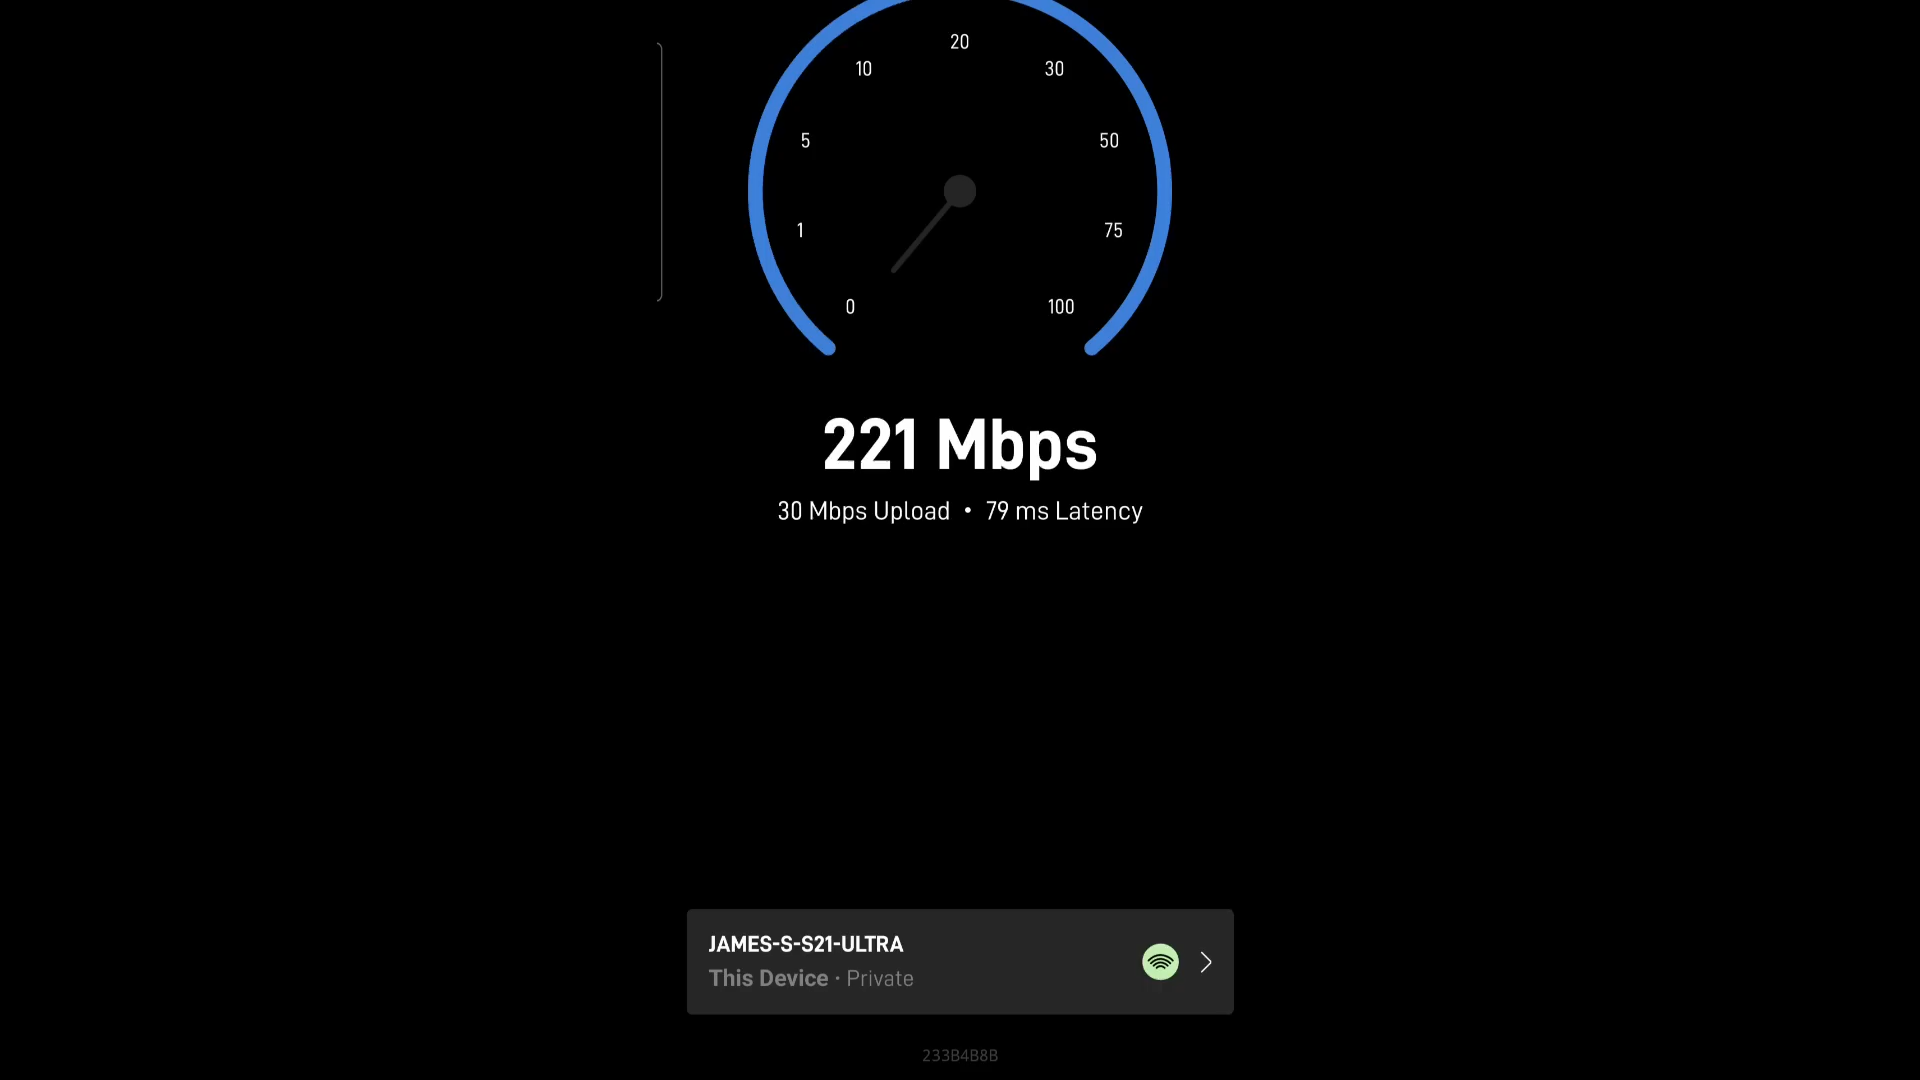 20
10
30
5
50
1
75
0
100
221 Mbps
30 Mbps Upload • 79 ms Latency
JAMES-S-S21-ULTRA
This Device · Private
233B4B8B